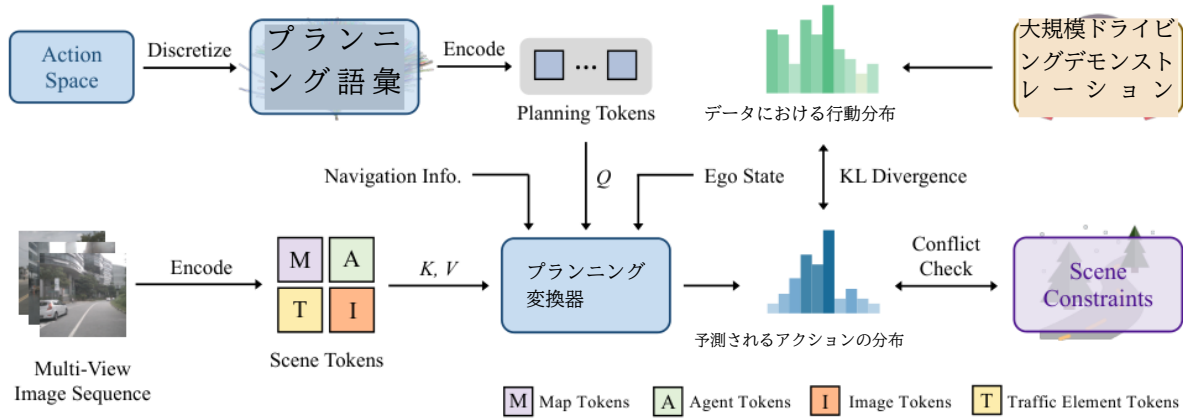 Action
Space
Discretize
プランニ
ング語彙
Encode
Planning Tokens
データにおける行動分布
大規模ドライビ
ングデモンスト
レーション
Navigation Info.
Q
Ego State
KL Divergence
Multi-View
Image Sequence
Encode
M
A
T
I
Scene Tokens
K, V
プランニング
変換器
予測されるアクションの分布
Conflict
Check
Scene
Constraints
M Map Tokens
A Agent Tokens
I Image Tokens
T Traffic Element Tokens